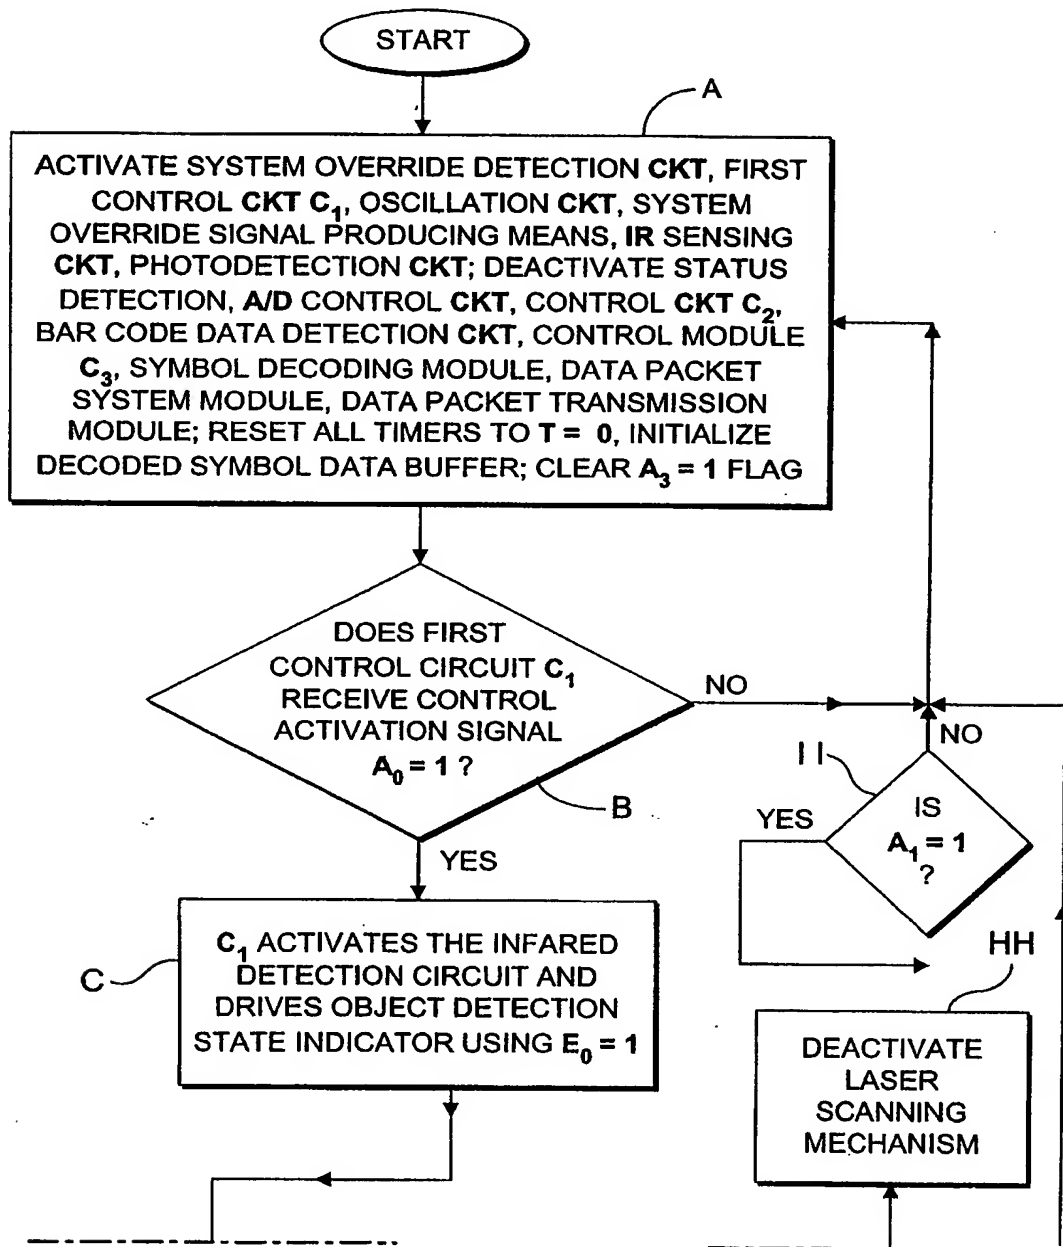 START
A
ACTIVATE SYSTEM OVERRIDE DETECTION CKT, FIRST
CONTROL CKT C₁, OSCILLATION CKT, SYSTEM
OVERRIDE SIGNAL PRODUCING MEANS, IR SENSING
CKT, PHOTODETECTION CKT; DEACTIVATE STATUS
DETECTION, A/D CONTROL CKT, CONTROL CKT C₂,
BAR CODE DATA DETECTION CKT, CONTROL MODULE
C₃, SYMBOL DECODING MODULE, DATA PACKET
SYSTEM MODULE, DATA PACKET TRANSMISSION
MODULE; RESET ALL TIMERS TO T = 0, INITIALIZE
DECODED SYMBOL DATA BUFFER; CLEAR A₃ = 1 FLAG
DOES FIRST
CONTROL CIRCUIT C₁
RECEIVE CONTROL
ACTIVATION SIGNAL
A₀ = 1 ?
NO
B
YES
NO
II
YES
IS
A₁ = 1
?
C
C₁ ACTIVATES THE INFARED
DETECTION CIRCUIT AND
DRIVES OBJECT DETECTION
STATE INDICATOR USING E₀ = 1
HH
DEACTIVATE
LASER
SCANNING
MECHANISM